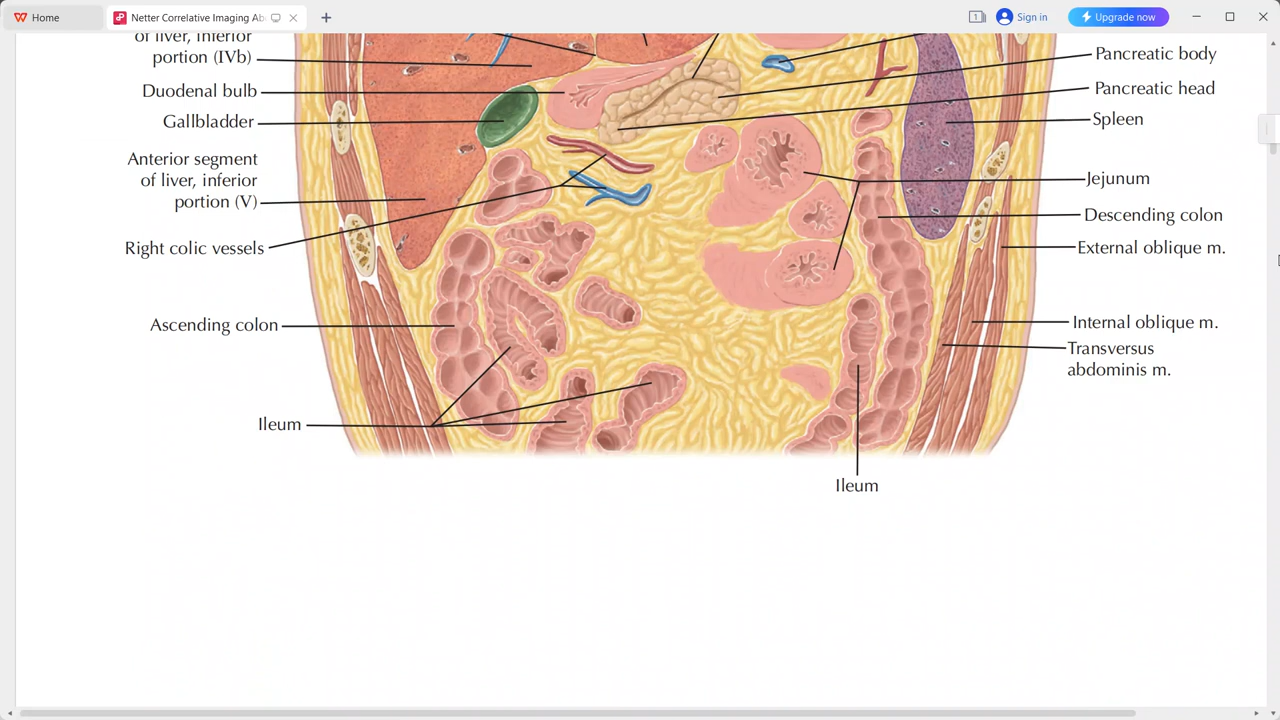 Home
Netter Correlative Imaging Ab
Sign in
Upgrade now
of liver, inferior
portion (IVb)
Duodenal bulb
Gallbladder
Anterior segment
of liver, inferior
portion (V)
Right colic vessels
Ascending colon
Ileum
Pancreatic body
Pancreatic head
Spleen
Jejunum
Descending colon
External oblique m.
Internal oblique m.
Transversus
abdominis m.
Ileum